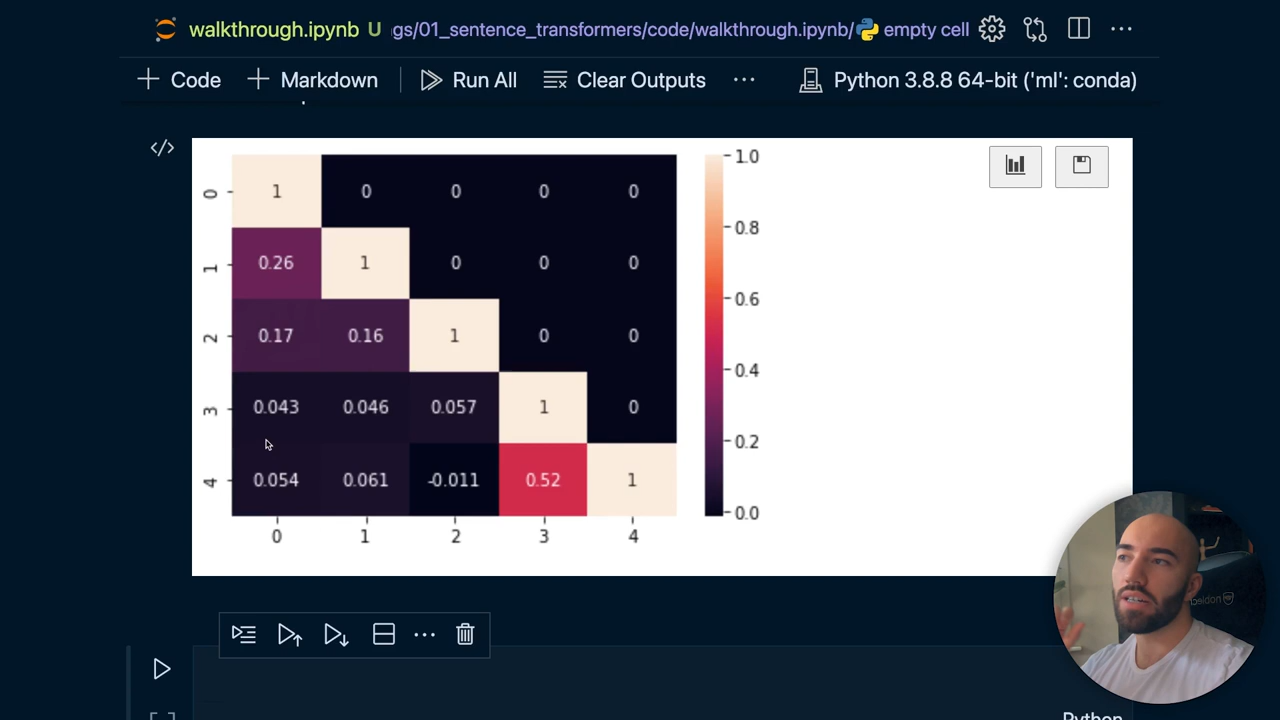 walkthrough.ipynb U gs/01_sentence_transformers/code/walkthrough.ipynb/ empty cell ...
+ Code + Markdown Run All Clear Outputs ... Python 3.8.8 64-bit ('ml': conda)
</>
0 1 0 0 0 0
1 0.26 1 0 0 0
2 0.17 0.16 1 0 0
3 0.043 0.046 0.057 1 0
4 0.054 0.061 -0.011 0.52 1
0 1 2 3 4
1.0
0.8
0.6
0.4
0.2
0.0
noblec
Python